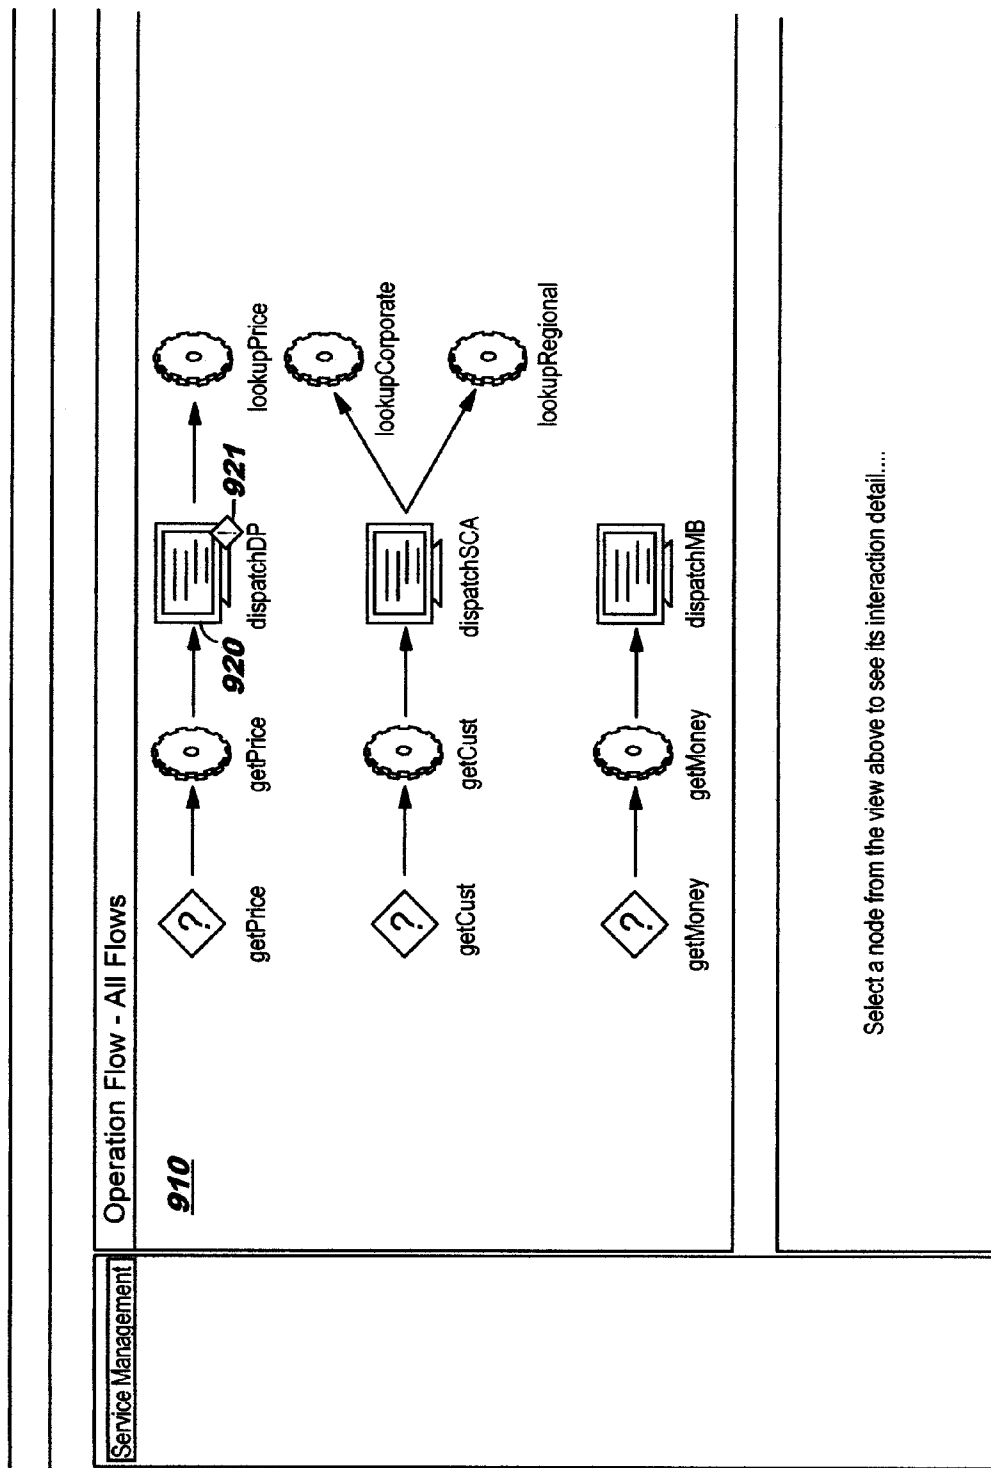 Service Management
Operation Flow - All Flows
910
?
getPrice
getPrice
920
dispatchDP
!
921
lookupPrice
?
getCust
getCust
dispatchSCA
lookupCorporate
lookupRegional
?
getMoney
getMoney
dispatchMB
Select a node from the view above to see its interaction detail....